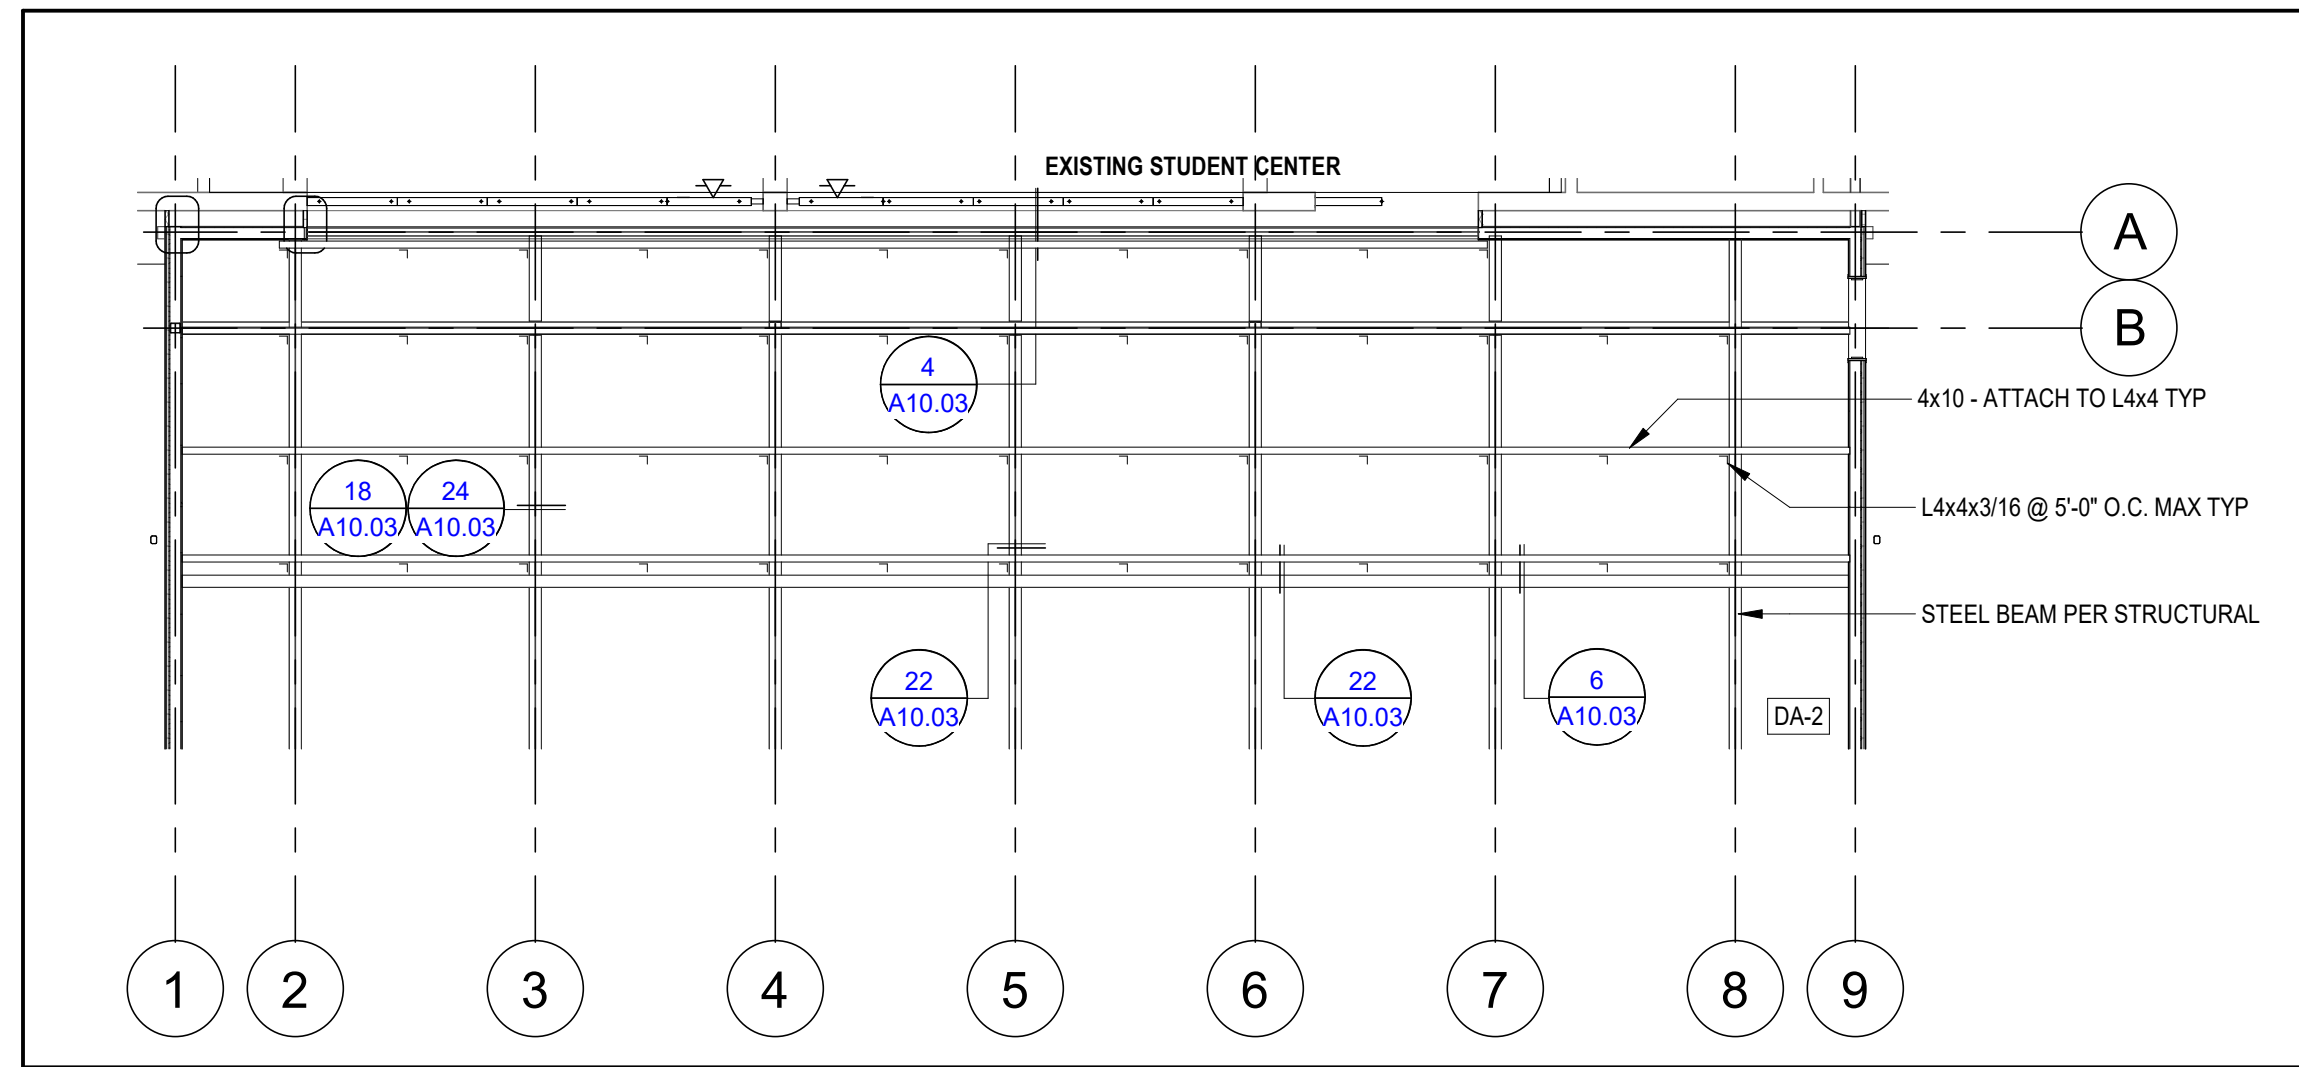 EXISTING STUDENT CENTER
A
B
4
A10.03
4x10 - ATTACH TO L4x4 TYP
18
A10.03
24
A10.03
L4x4x3/16 @ 5'-0" O.C. MAX TYP
STEEL BEAM PER STRUCTURAL
22
A10.03
22
A10.03
6
A10.03
DA-2
1
2
3
4
5
6
7
8
9